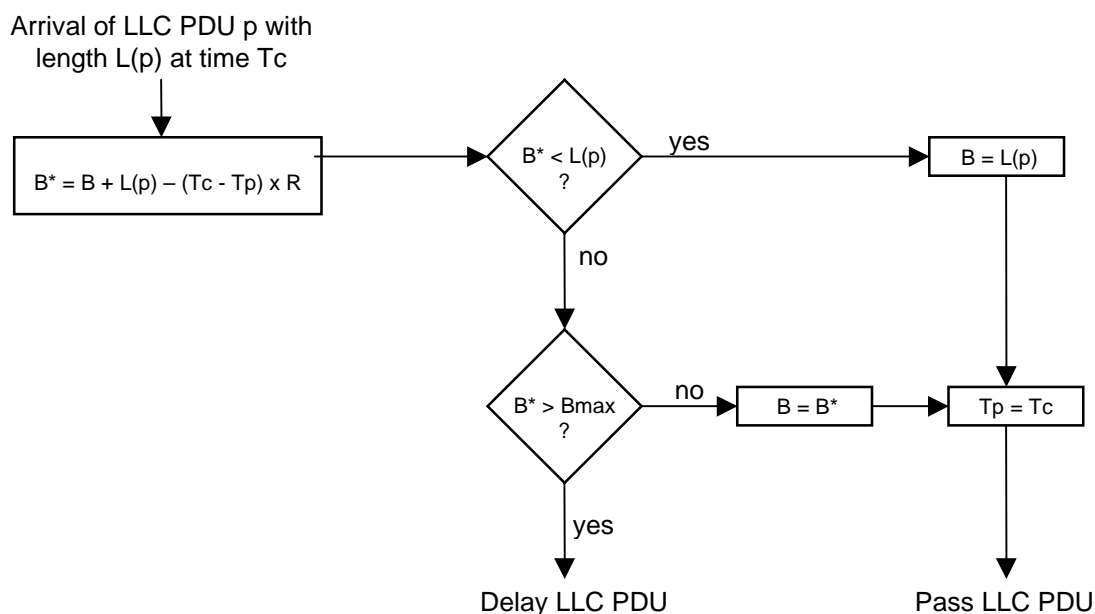 Arrival of LLC PDU p with
length L(p) at time Tc
B* = B + L(p) – (Tc - Tp) x R
B* < L(p)
?
yes
B = L(p)
no
B* > Bmax
?
no
B = B*
Tp = Tc
yes
Delay LLC PDU
Pass LLC PDU